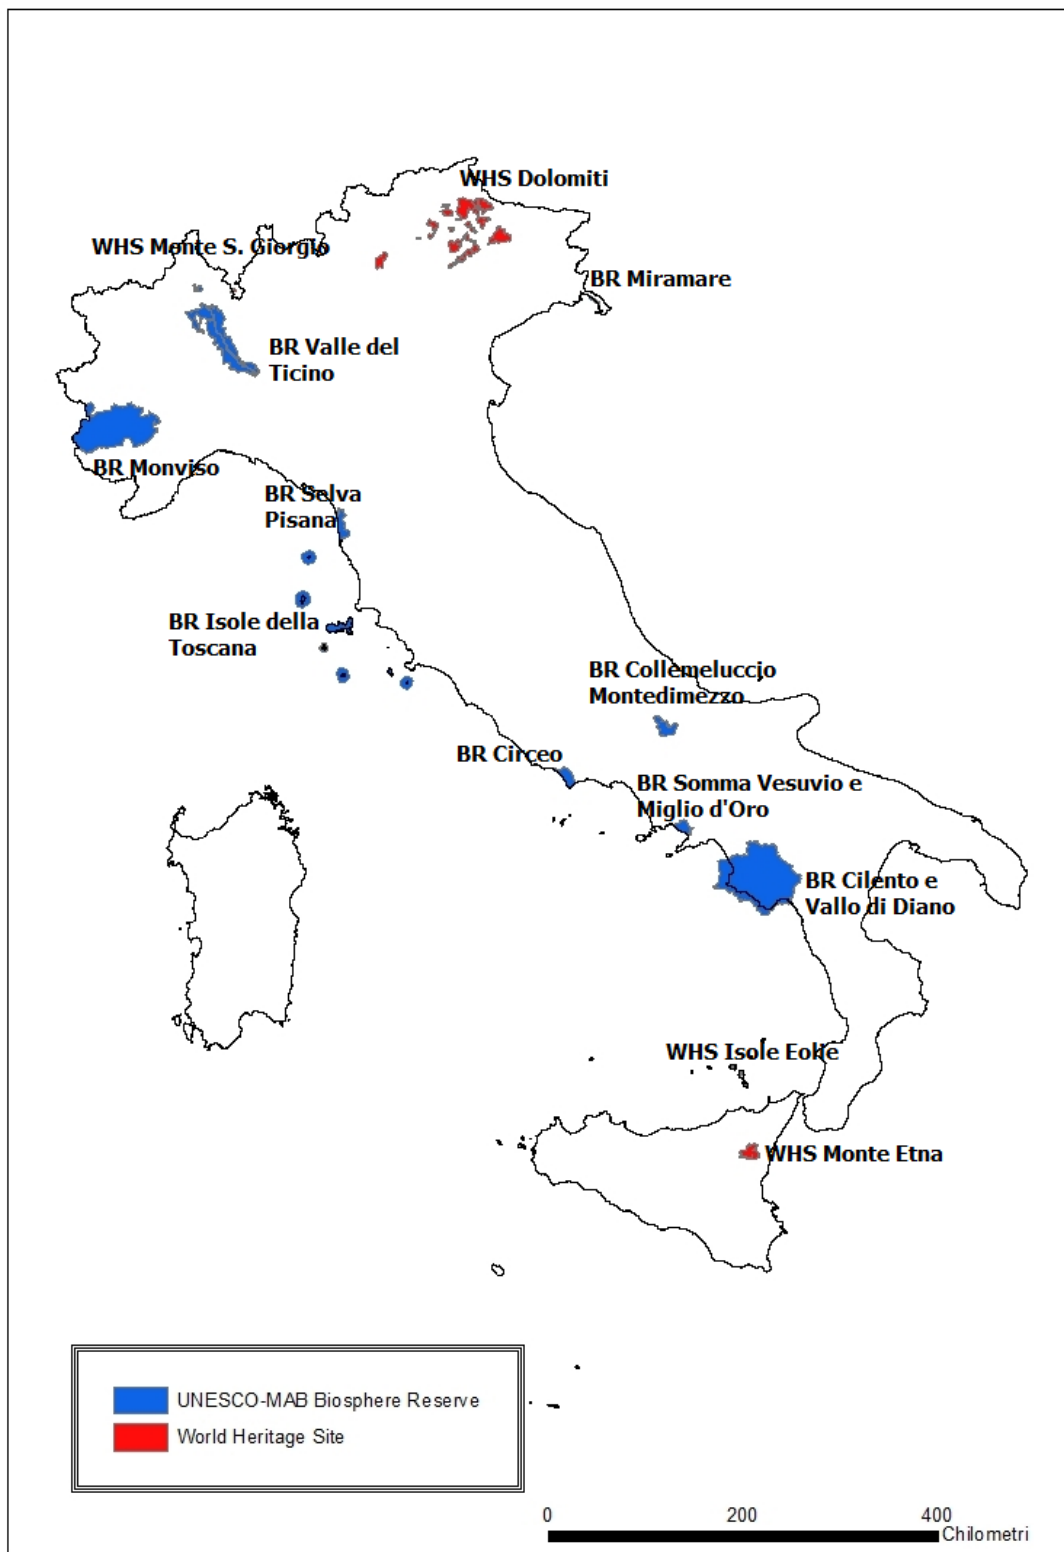 WHS Dolomiti
WHS Monte S. Giorgio
BR Miramare
BR Valle del
Ticino
BR Monviso
BR Selva
Pisana
BR Isole della
Toscana
BR Collemeluccio
Montedimezzo
BR Circeo
BR Somma Vesuvio e
Miglio d'Oro
BR Cilento e
Vallo di Diano
WHS Isole Eolie
WHS Monte Etna
UNESCO-MAB Biosphere Reserve
World Heritage Site
0 200 400
Chilometri